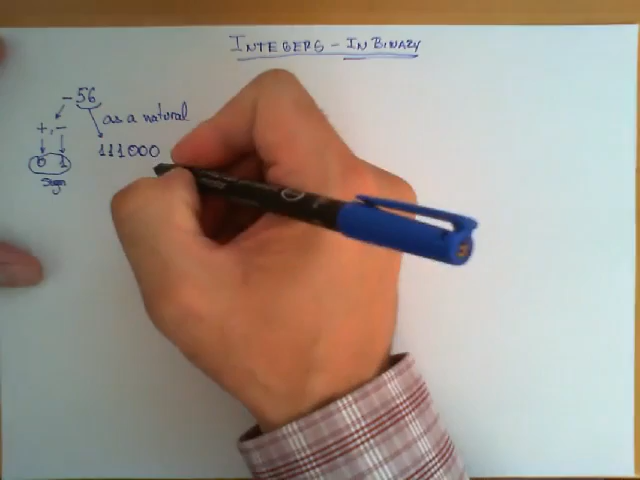 INTEGERS - IN BINARY
-56
as a natural
+, -
111000
0 1
Sign